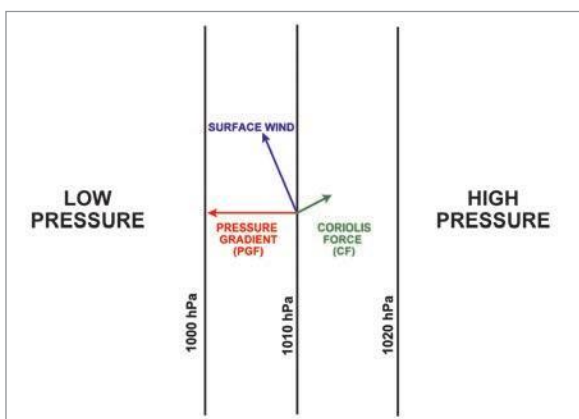 SURFACE WIND
LOW
PRESSURE
HIGH
PRESSURE
PRESSURE
GRADIENT
(PGF)
CORIOLIS
FORCE
(CF)
1000 hPa
1010 hPa
1020 hPa